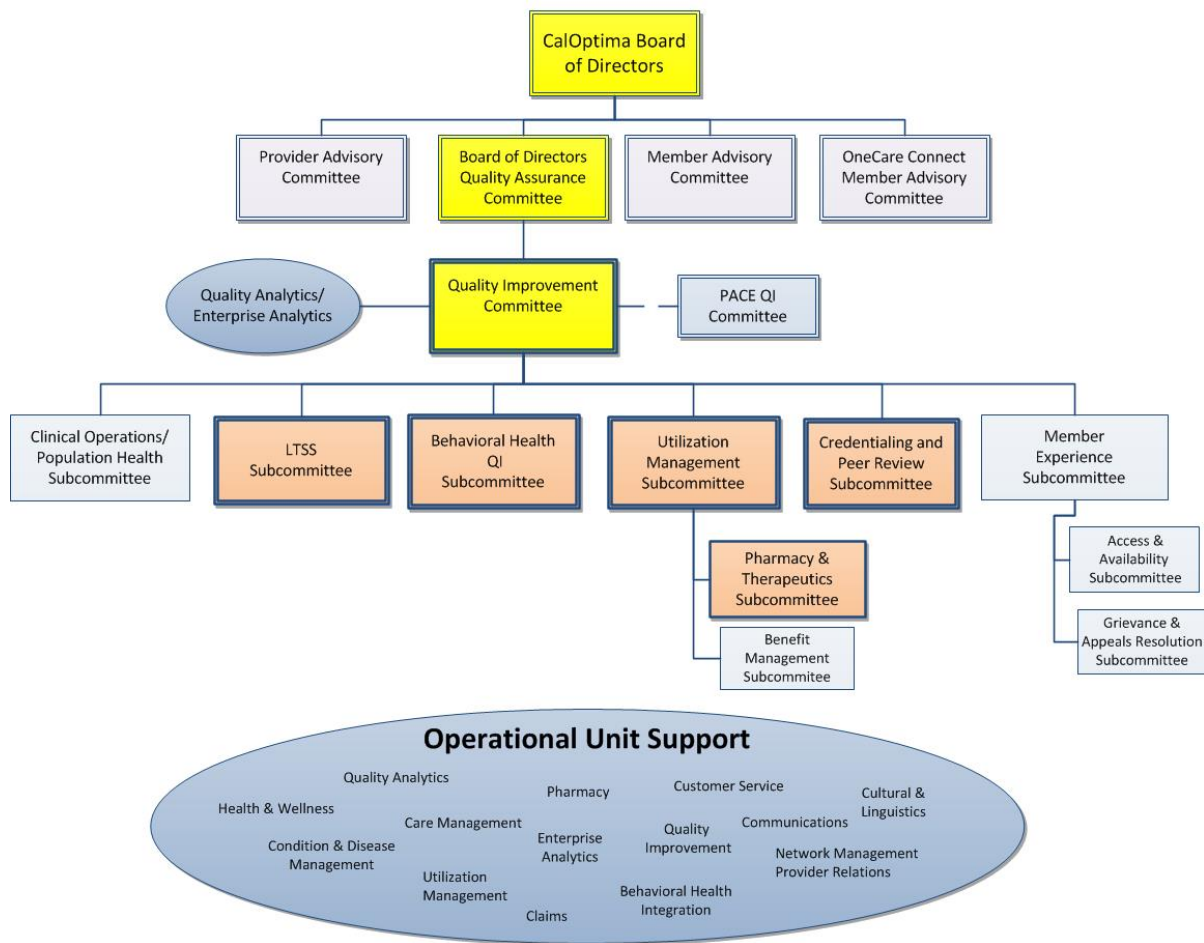 CalOptima Board
of Directors
Provider Advisory
Committee
Board of Directors
Quality Assurance
Committee
Member Advisory
Committee
OneCare Connect
Member Advisory
Committee
Quality Analytics/
Enterprise Analytics
Quality Improvement
Committee
PACE QI
Committee
Clinical Operations/
Population Health
Subcommittee
LTSS
Subcommittee
Behavioral Health
QI
Subcommittee
Utilization
Management
Subcommittee
Credentialing and
Peer Review
Subcommittee
Member
Experience
Subcommittee
Pharmacy &
Therapeutics
Subcommittee
Benefit
Management
Subcommitee
Access &
Availability
Subcommittee
Grievance &
Appeals Resolution
Subcommittee
Operational Unit Support
Quality Analytics
Pharmacy
Customer Service
Cultural &
Linguistics
Health & Wellness
Care Management
Communications
Condition & Disease
Management
Enterprise
Analytics
Quality
Improvement
Network Management
Provider Relations
Utilization
Management
Behavioral Health
Integration
Claims